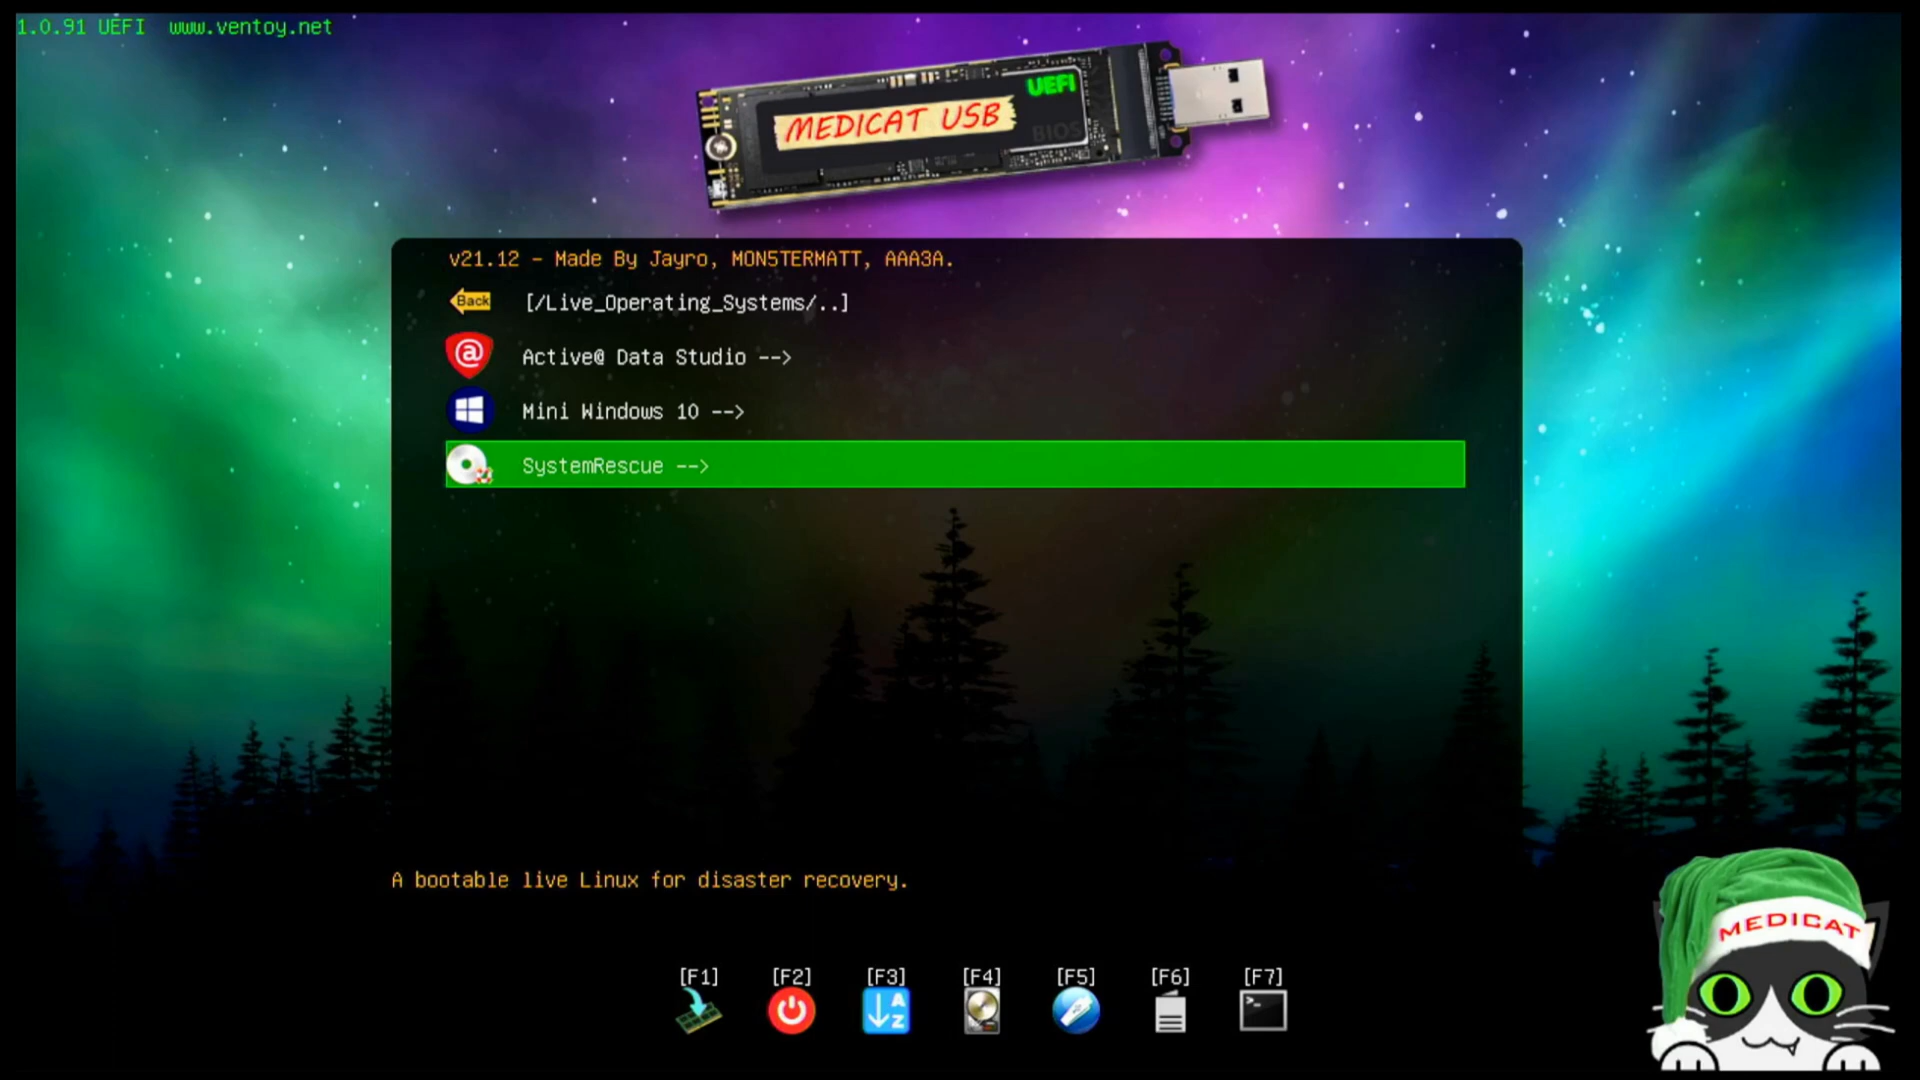 1.0.91 UEFI www.ventoy.net
UEFI
MEDICAT USB
BIOS
v21.12 - Made By Jayro, MON5TERMATT, AAA3A.
Back [/Live_Operating_Systems/..]
@ Active@ Data Studio -->
Mini Windows 10 -->
SystemRescue -->
A bootable live Linux for disaster recovery.
MEDICAT
[F1] [F2] [F3] [F4] [F5] [F6] [F7]
A
Z
>_